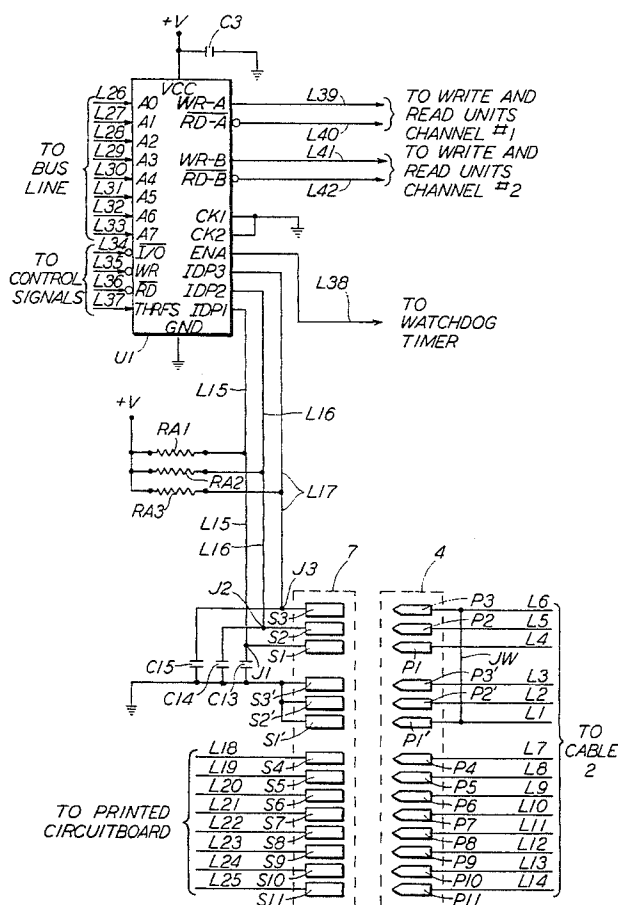 +V
C3
VCC
L26 A0 WR-A L39 TO WRITE AND
L27 A1 RD-A L40 READ UNITS
L28 A2 CHANNEL #1
L29 A3 WR-B L41 TO WRITE AND
L30 A4 RD-B L42 READ UNITS
L31 A5 CHANNEL #2
L32 A6 CK1
L33 A7 CK2
TO
BUS
LINE
L34 I/O ENA
L35 WR IDP3
L36 RD IDP2
L37 THRFS IDP1
TO
CONTROL
SIGNALS
GND
U1
L38
TO
WATCHDOG
TIMER
L15
L16
+V
RA1
RA2
RA3
L17
L15
L16
7
4
J3
J2
S3 P3 L6
S2 P2 L5
S1 P1 L4
J1
JW
C15
C14
C13
S3' P3' L3
S2' P2' L2
S1' P1' L1
TO
CABLE
2
L18 S4 P4 L7
L19 S5 P5 L8
L20 S6 P6 L9
L21 S7 P7 L10
L22 S8 P8 L11
L23 S9 P9 L12
L24 S10 P10 L13
L25 S11 P11 L14
TO PRINTED
CIRCUITBOARD